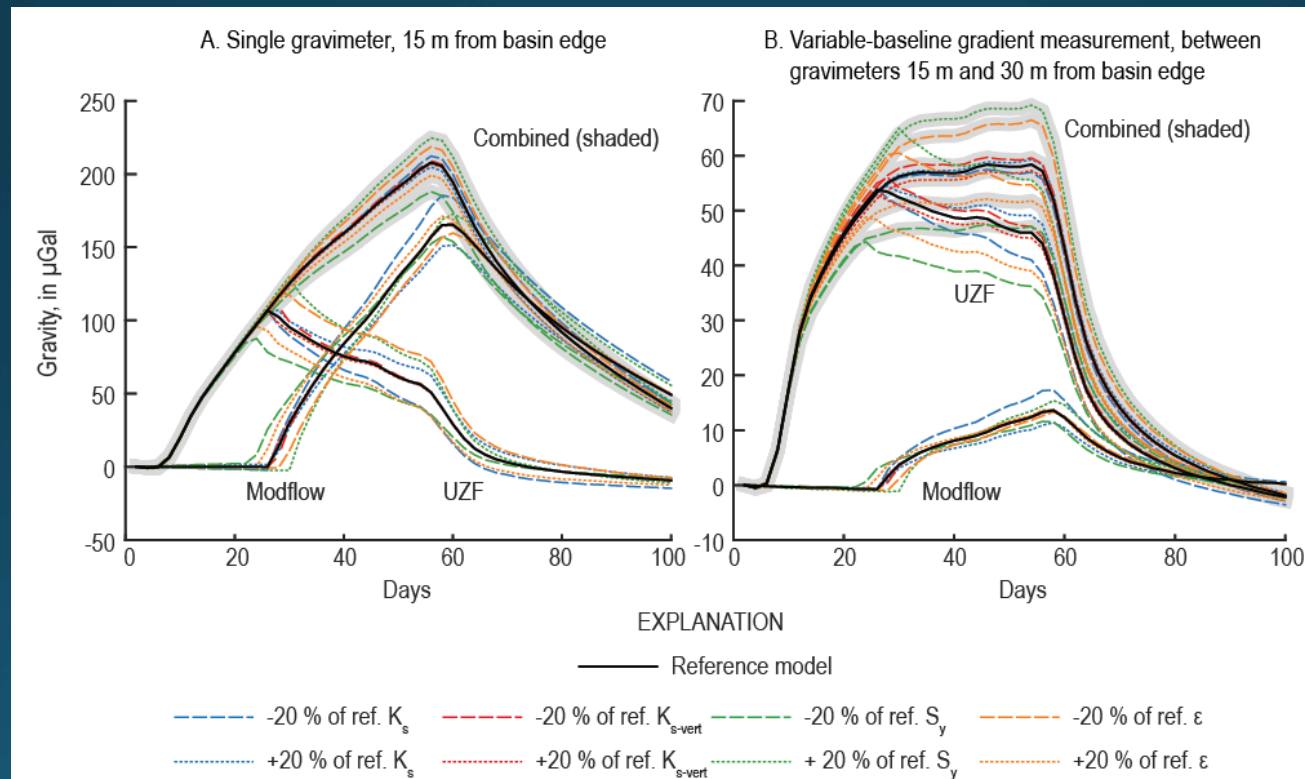 A. Single gravimeter, 15 m from basin edge
250
200
150
100
50
0
-50
Gravity, in µGal
Combined (shaded)
Modflow
UZF
0
20
40
60
80
100
Days
B. Variable-baseline gradient measurement, between
gravimeters 15 m and 30 m from basin edge
70
60
50
40
30
20
10
0
-10
Combined (shaded)
UZF
Modflow
0
20
40
60
80
100
Days
EXPLANATION
Reference model
-20 % of ref. Ks
-20 % of ref. Ks-vert
-20 % of ref. Sy
-20 % of ref. ε
+20 % of ref. Ks
+20 % of ref. Ks-vert
+ 20 % of ref. Sy
+20 % of ref. ε